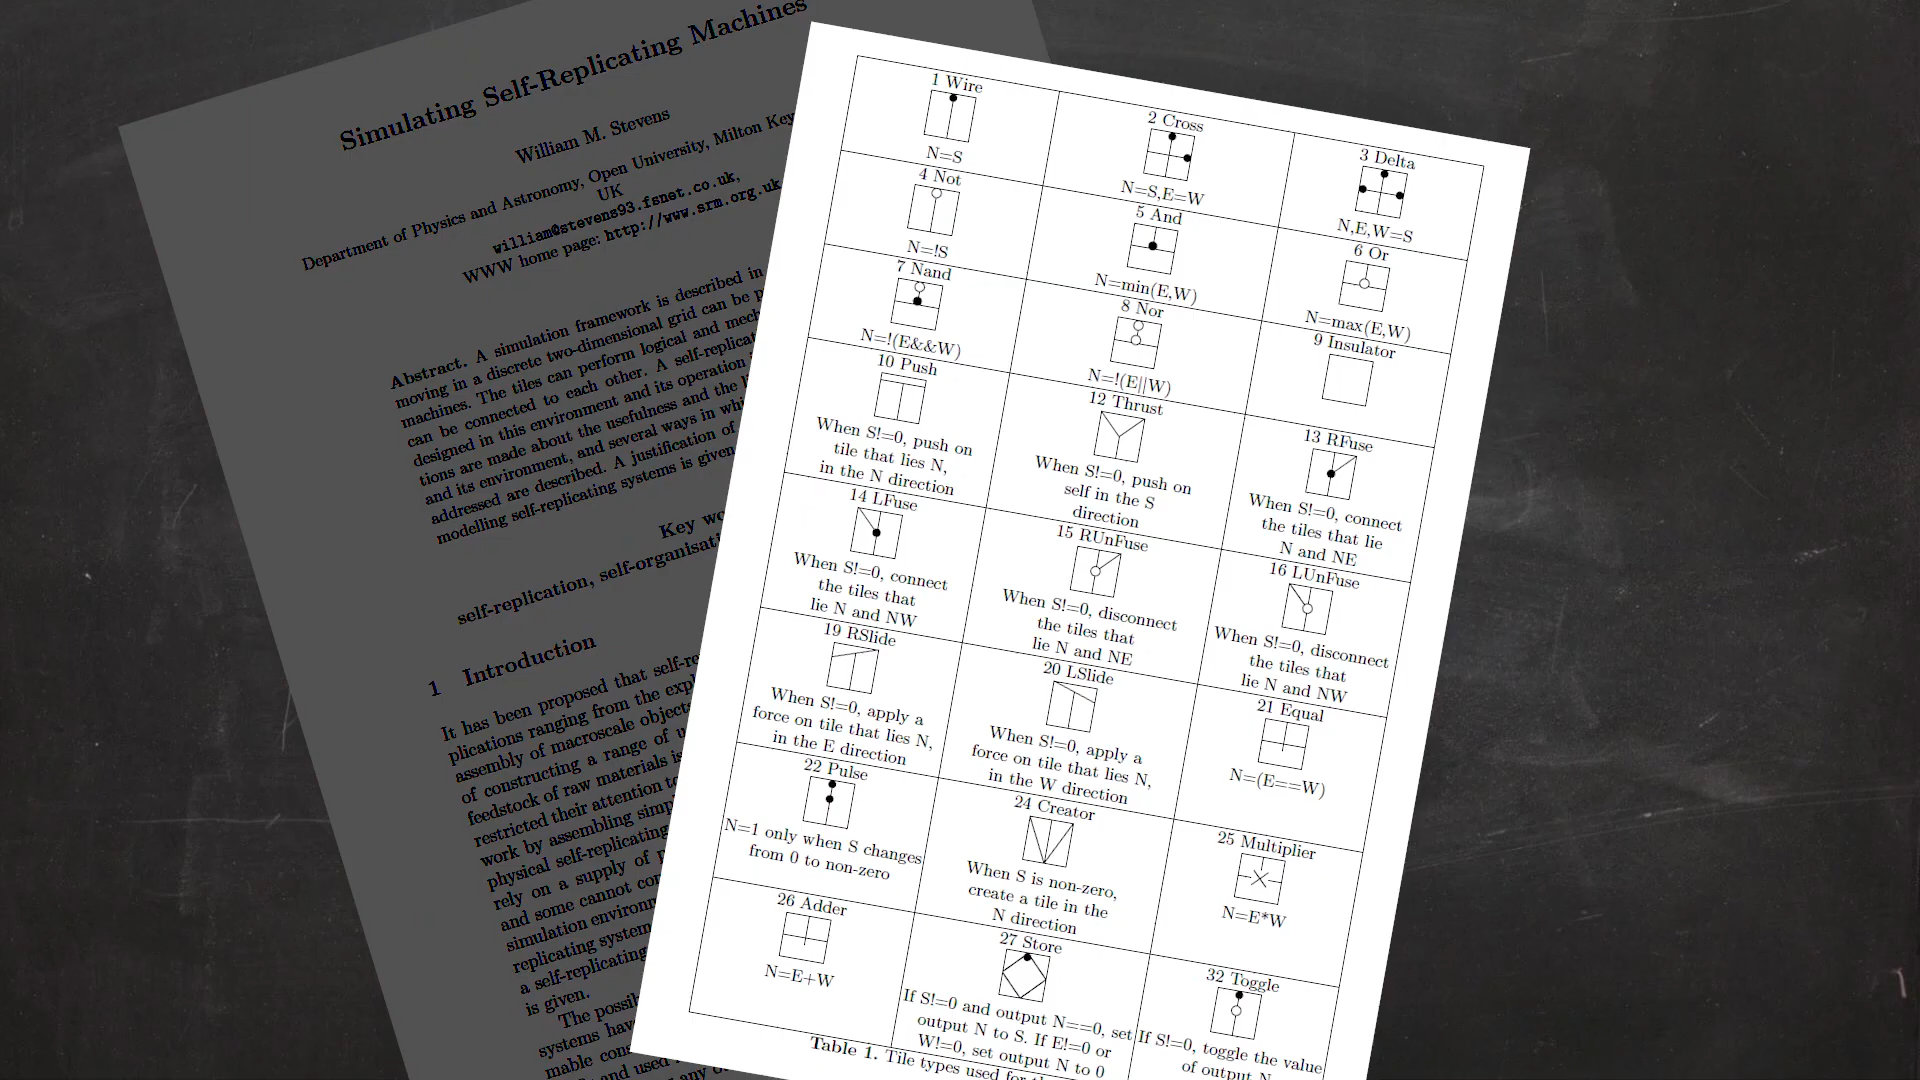 Simulating Self-Replicating Machines
William M. Stevens
Department of Physics and Astronomy, Open University, Milton Key
UK
william@stevens93.fsnet.co.uk,
WWW home page: http://www.srm.org.uk
Abstract. A simulation framework is described in
moving in a discrete two-dimensional grid can be
machines. The tiles can perform logical and mech
can be connected to each other. A self-replicat
designed in this environment and its operation
tions are made about the usefulness and the
and its environment, and several ways in whi
addressed are described. A justification of
modelling self-replicating systems is given
Key wo
self-replication, self-organisati
1 Introduction
It has been proposed that self-re
plications ranging from the expl
assembly of macroscale objects
of constructing a range of
feedstock of raw materials is
restricted their attention to
work by assembling simp
physical self-replicating
rely on a supply of
and some cannot con
simulation environm
replicating system
a self-replicating
is given.
The possib
systems hav
mable cons
and used
any
1 Wire
N=S
2 Cross
N=S,E=W
3 Delta
N,E,W=S
4 Not
N=!S
5 And
N=min(E,W)
6 Or
N=max(E,W)
7 Nand
N=!(E&&W)
8 Nor
N=!(E||W)
9 Insulator
10 Push
When S!=0, push on
tile that lies N,
in the N direction
12 Thrust
When S!=0, push on
self in the S
direction
13 RFuse
When S!=0, connect
the tiles that lie
N and NE
14 LFuse
When S!=0, connect
the tiles that
lie N and NW
15 RUnFuse
When S!=0, disconnect
the tiles that
lie N and NE
16 LUnFuse
When S!=0, disconnect
the tiles that
lie N and NW
19 RSlide
When S!=0, apply a
force on tile that lies N,
in the E direction
20 LSlide
When S!=0, apply a
force on tile that lies N,
in the W direction
21 Equal
N=(E==W)
22 Pulse
N=1 only when S changes
from 0 to non-zero
24 Creator
When S is non-zero,
create a tile in the
N direction
25 Multiplier
N=E*W
26 Adder
N=E+W
27 Store
If S!=0 and output N==0, set
output N to S. If E!=0 or
W!=0, set output N to 0
32 Toggle
If S!=0, toggle the value
of output N
Table 1. Tile types used for